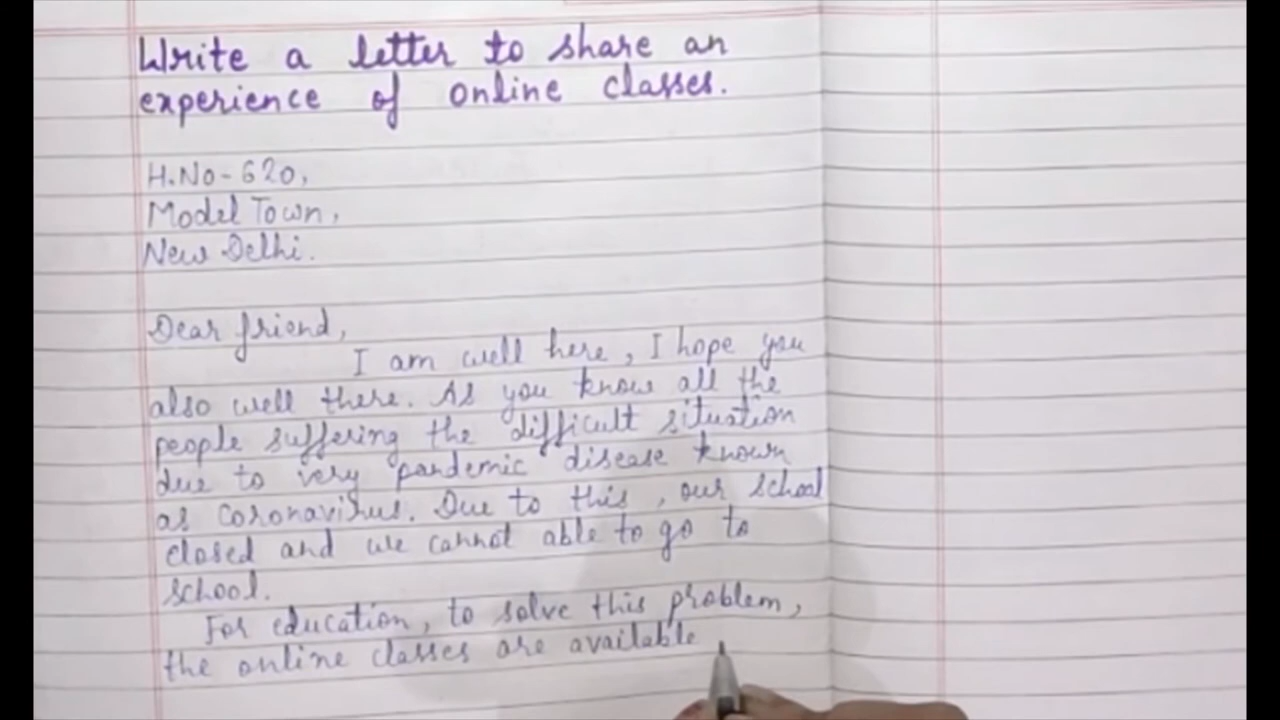 Write a letter to share an
experience of online classes.
H.No-620,
Model Town,
New Delhi.
Dear friend,
I am well here, I hope you
also well there. As you know all the
people suffering the difficult situation
due to very pandemic disease known
as coronavirus. Due to this, our school
closed and we cannot able to go to
school.
For education, to solve this problem,
the online classes are available